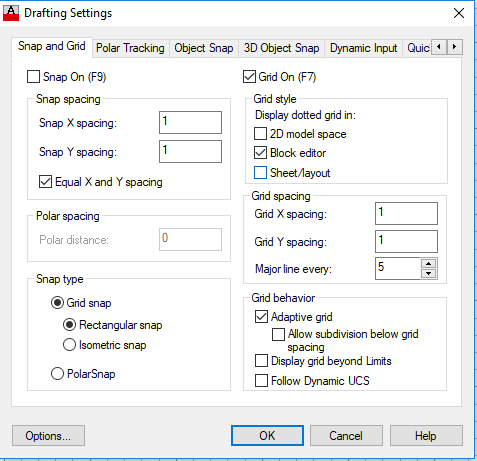 A Drafting Settings
Snap and Grid Polar Tracking Object Snap 3D Object Snap Dynamic Input Quic
Snap On (F9)
Snap spacing
Snap X spacing: 1
Snap Y spacing: 1
Equal X and Y spacing
Polar spacing
Polar distance: 0
Snap type
Grid snap
Rectangular snap
Isometric snap
PolarSnap
Grid On (F7)
Grid style
Display dotted grid in:
2D model space
Block editor
Sheet/layout
Grid spacing
Grid X spacing: 1
Grid Y spacing: 1
Major line every: 5
Grid behavior
Adaptive grid
Allow subdivision below grid
spacing
Display grid beyond Limits
Follow Dynamic UCS
Options... OK Cancel Help